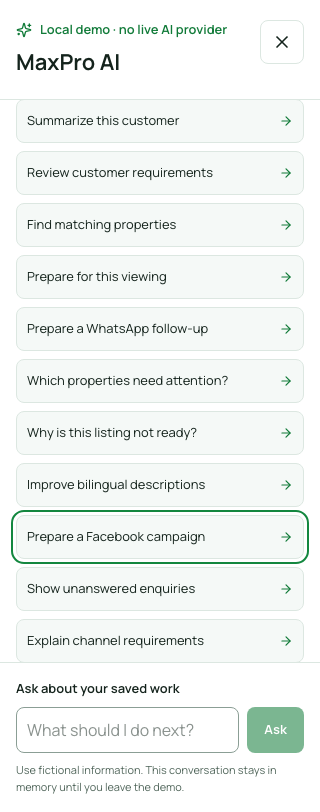 Local demo · no live AI provider
MaxPro AI
Summarize this customer
Review customer requirements
Find matching properties
Prepare for this viewing
Prepare a WhatsApp follow-up
Which properties need attention?
Why is this listing not ready?
Improve bilingual descriptions
Prepare a Facebook campaign
Show unanswered enquiries
Explain channel requirements
Ask about your saved work
What should I do next?
Ask
Use fictional information. This conversation stays in
memory until you leave the demo.